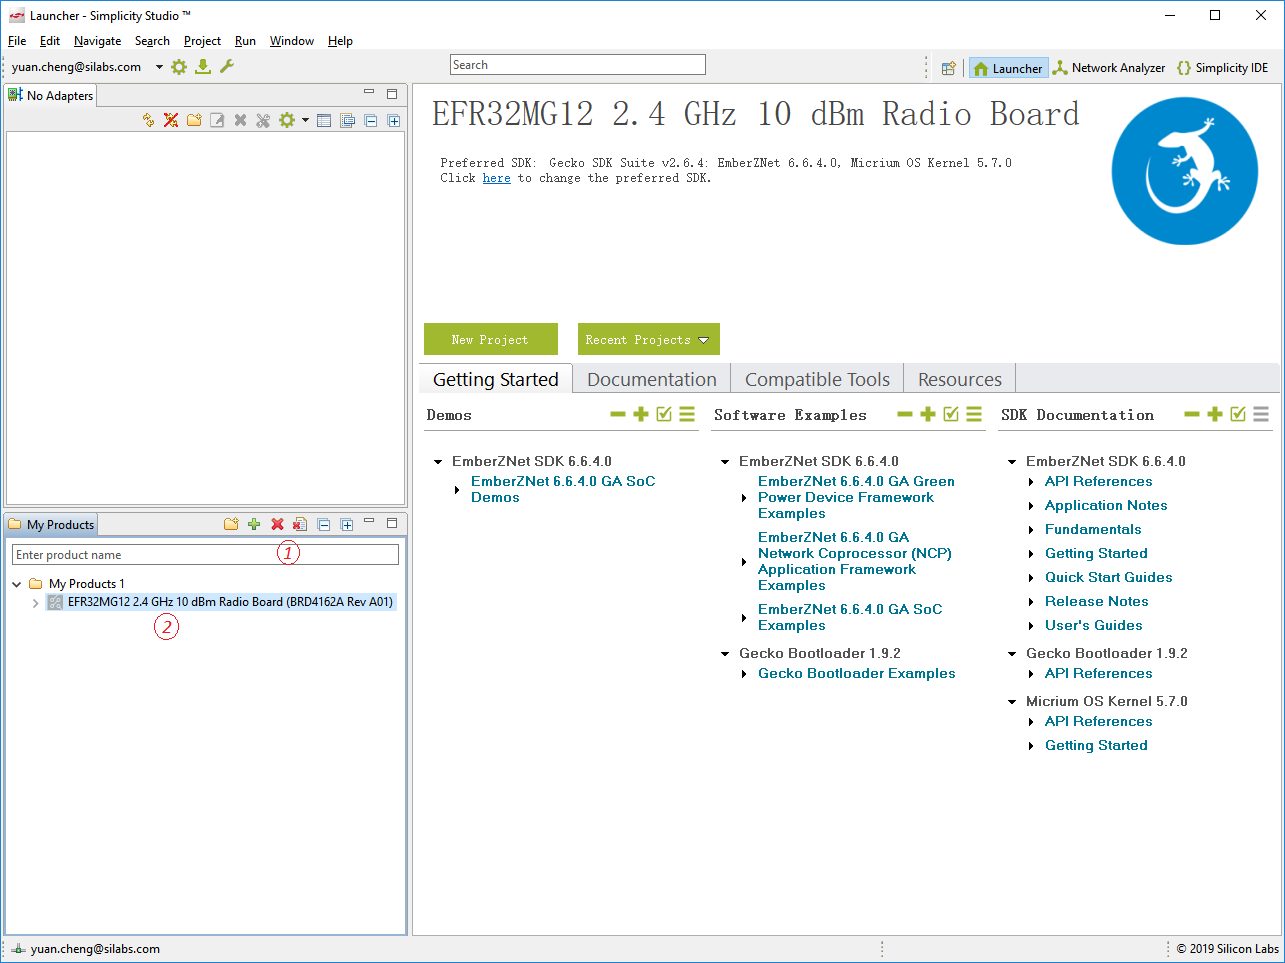 Launcher - Simplicity Studio ™
File Edit Navigate Search Project Run Window Help
yuan.cheng@silabs.com
Search
Launcher
Network Analyzer
Simplicity IDE
No Adapters
EFR32MG12 2.4 GHz 10 dBm Radio Board
Preferred SDK: Gecko SDK Suite v2.6.4: EmberZNet 6.6.4.0, Micrium OS Kernel 5.7.0
Click here to change the preferred SDK.
New Project
Recent Projects
Getting Started
Documentation
Compatible Tools
Resources
Demos
EmberZNet SDK 6.6.4.0
EmberZNet 6.6.4.0 GA SoC
Demos
Software Examples
EmberZNet SDK 6.6.4.0
EmberZNet 6.6.4.0 GA Green
Power Device Framework
Examples
EmberZNet 6.6.4.0 GA
Network Coprocessor (NCP)
Application Framework
Examples
EmberZNet 6.6.4.0 GA SoC
Examples
Gecko Bootloader 1.9.2
Gecko Bootloader Examples
SDK Documentation
EmberZNet SDK 6.6.4.0
API References
Application Notes
Fundamentals
Getting Started
Quick Start Guides
Release Notes
User's Guides
Gecko Bootloader 1.9.2
API References
Micrium OS Kernel 5.7.0
API References
Getting Started
My Products
1
Enter product name
My Products 1
EFR32MG12 2.4 GHz 10 dBm Radio Board (BRD4162A Rev A01)
2
yuan.cheng@silabs.com
© 2019 Silicon Labs